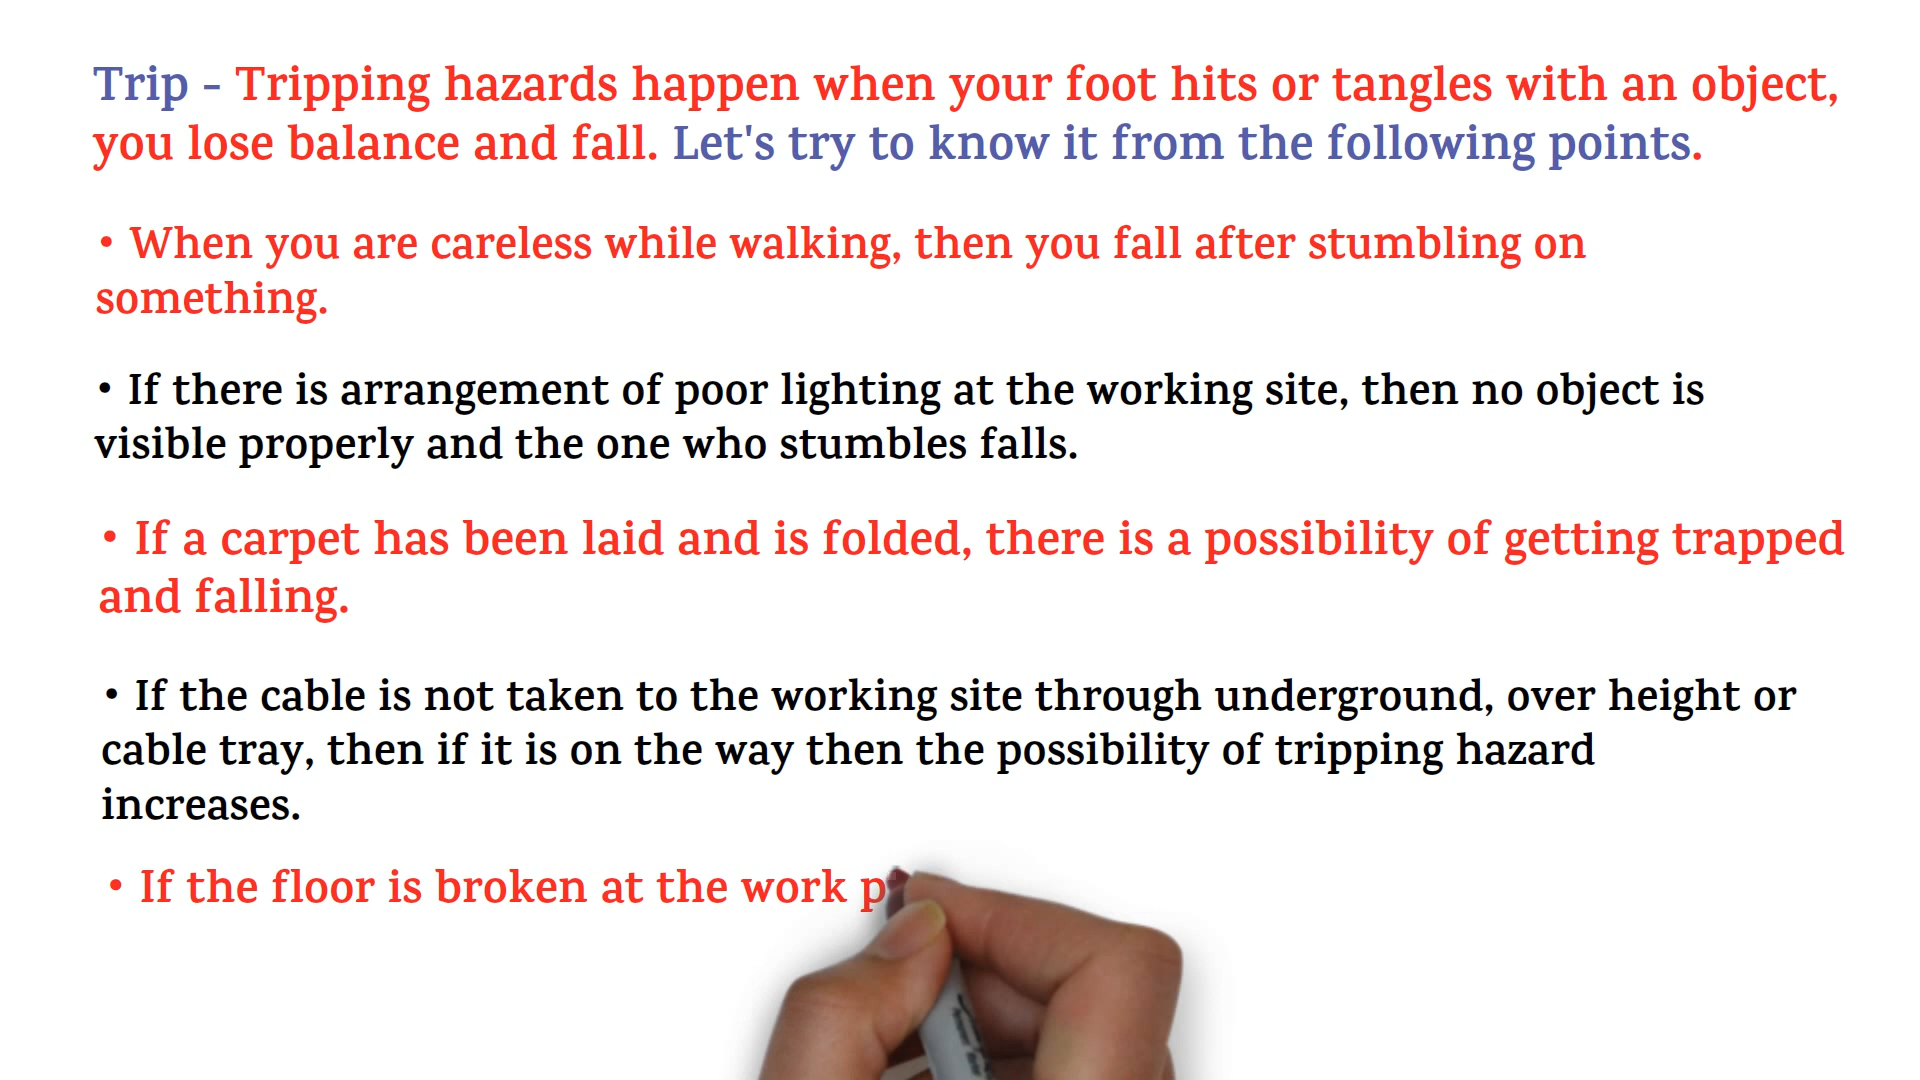 Trip - Tripping hazards happen when your foot hits or tangles with an object,
you lose balance and fall. Let's try to know it from the following points.
• When you are careless while walking, then you fall after stumbling on
something.
• If there is arrangement of poor lighting at the working site, then no object is
visible properly and the one who stumbles falls.
• If a carpet has been laid and is folded, there is a possibility of getting trapped
and falling.
• If the cable is not taken to the working site through underground, over height or
cable tray, then if it is on the way then the possibility of tripping hazard
increases.
• If the floor is broken at the work p